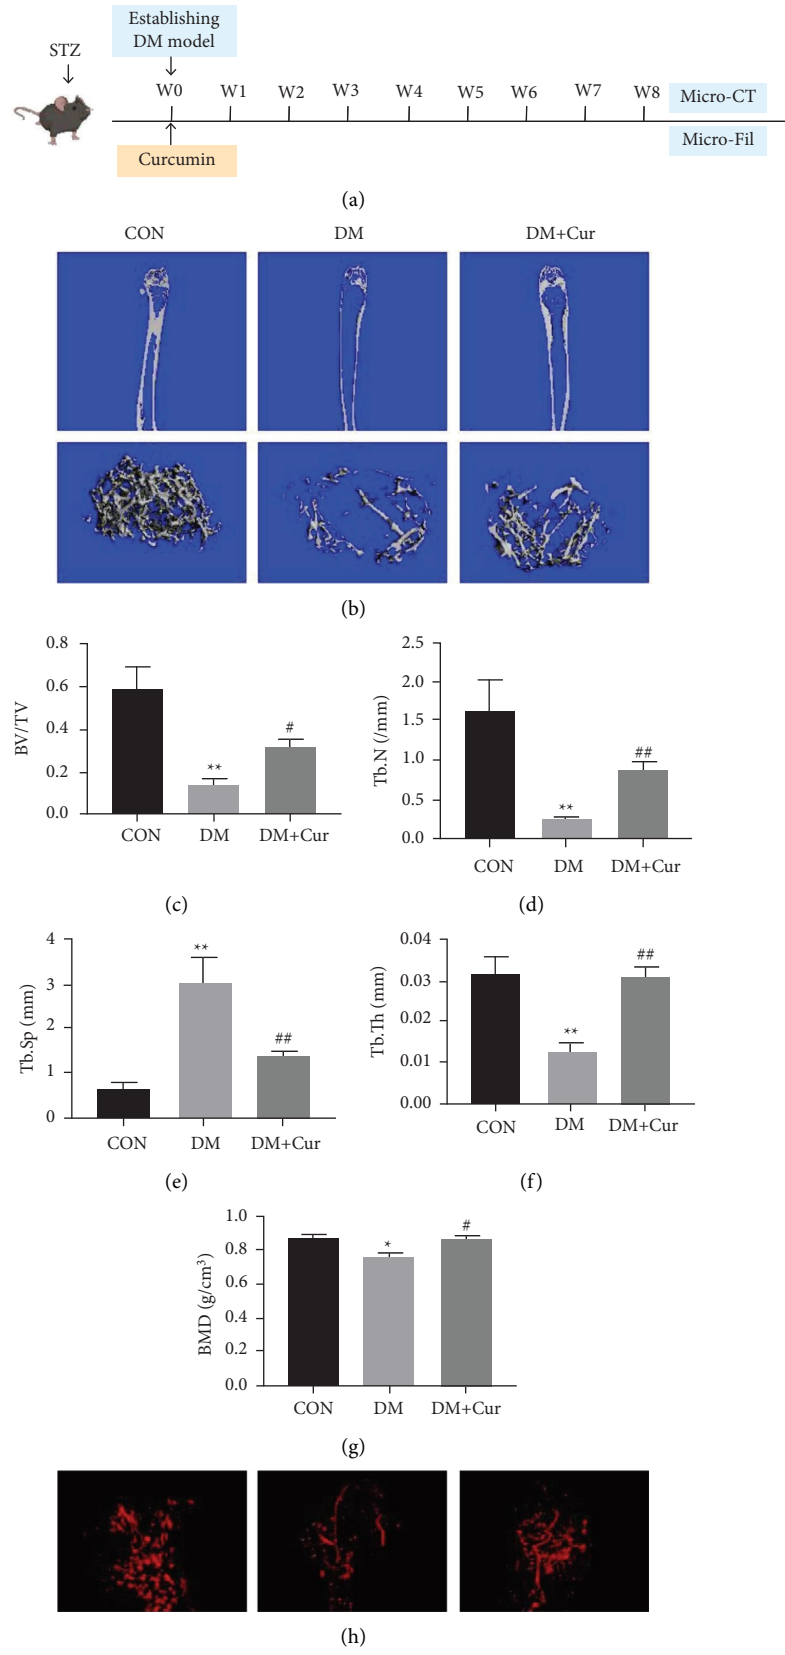 Establishing
DM model
STZ
W0 W1 W2 W3 W4 W5 W6 W7 W8
Micro-CT
Micro-Fil
Curcumin
(a)
CON DM DM+Cur
(b)
BV/TV
0.8
0.6
0.4
0.2
0.0
**
#
CON DM DM+Cur
(c)
Tb.N (/mm)
2.5
2.0
1.5
1.0
0.5
0.0
**
##
CON DM DM+Cur
(d)
Tb.Sp (mm)
4
3
2
1
0
**
##
CON DM DM+Cur
(e)
Tb.Th (mm)
0.04
0.03
0.02
0.01
0.00
**
##
CON DM DM+Cur
(f)
BMD (g/cm³)
1.0
0.8
0.6
0.4
0.2
0.0
*
#
CON DM DM+Cur
(g)
(h)